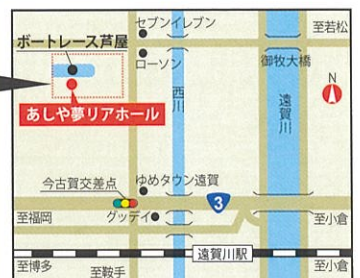 セブンイレブン
至若松
ボートレース芦屋
ローソン
御牧大橋
N
西川
遠賀川
あしや夢リアホール
ゆめタウン遠賀
今古賀交差点
3
至福岡
グッデイ
至小倉
遠賀川駅
至博多
至鞍手
至小倉